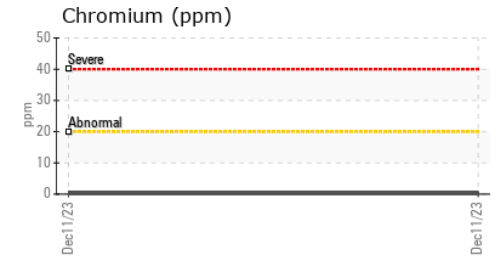 Chromium (ppm)
50
Severe
40
30
ppm
Abnormal
20
10
0
Dec11/23
Dec11/23